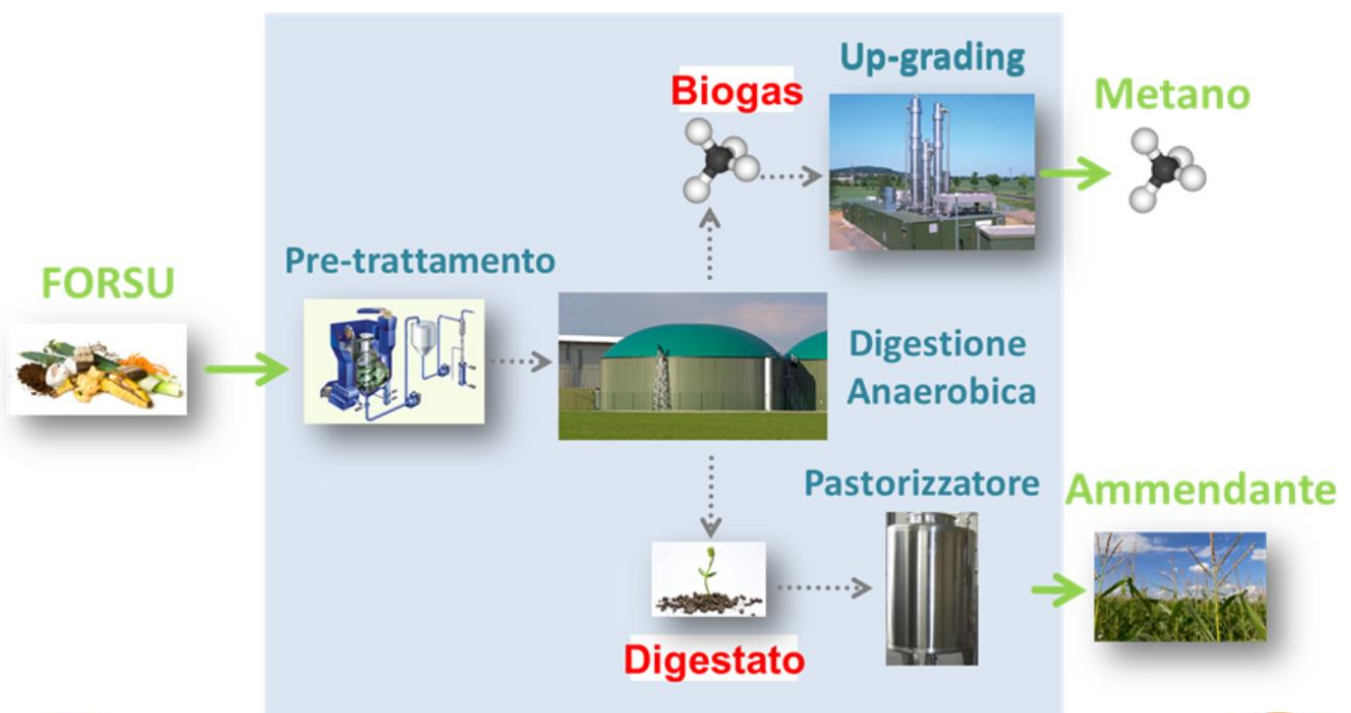 Up-grading
Biogas
Metano
Pre-trattamento
FORSU
Digestione
Anaerobica
Pastorizzatore
Ammendante
Digestato